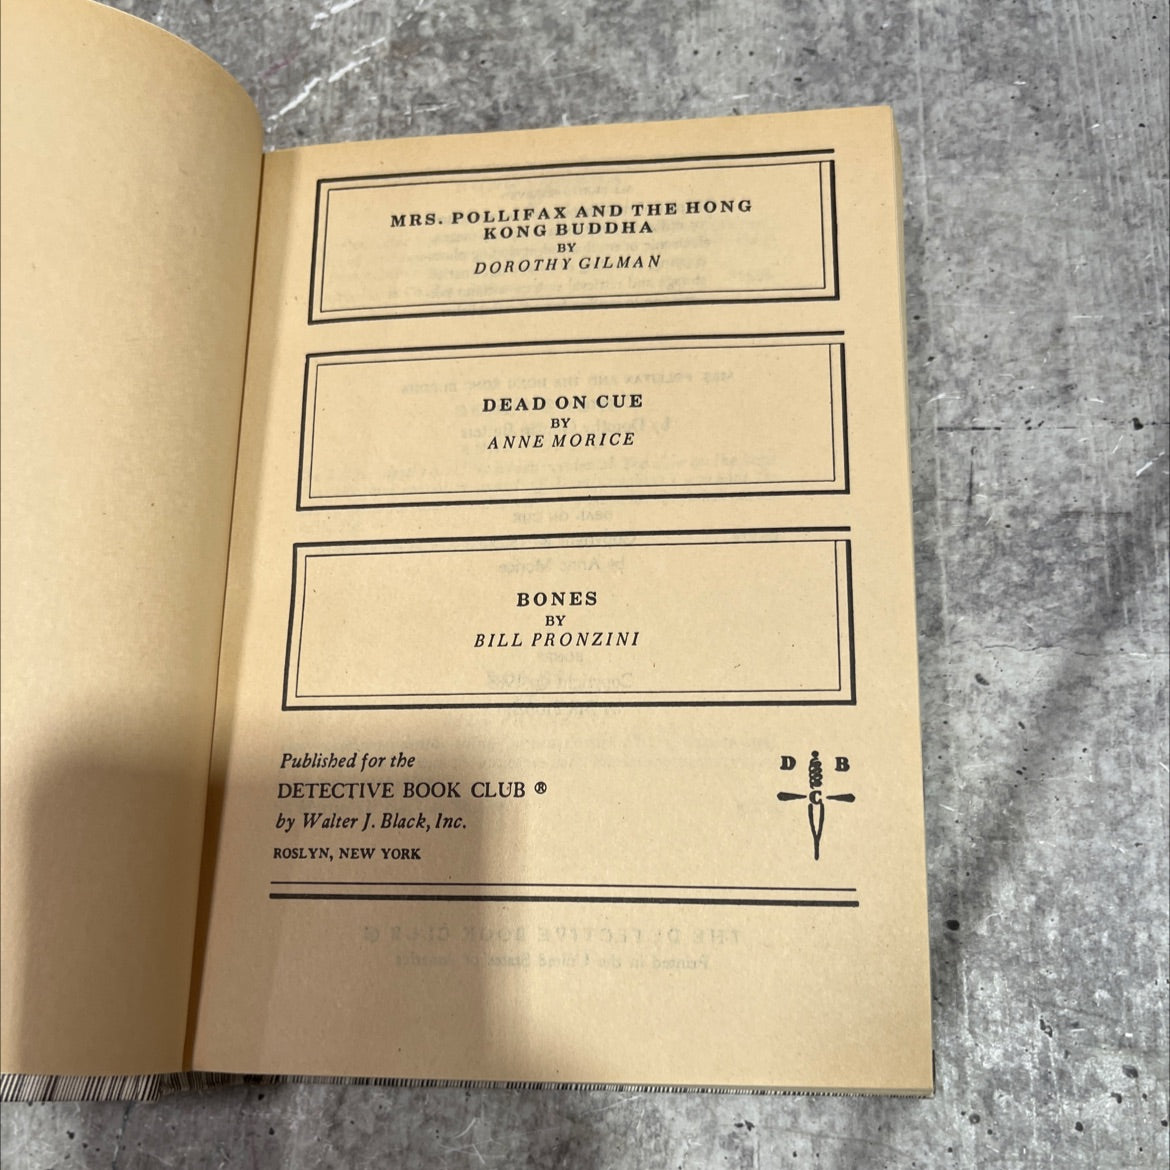 MRS. POLLIFAX AND THE HONG
KONG BUDDHA
BY
DOROTHY GILMAN
DEAD ON CUE
BY
ANNE MORICE
BONES
BY
BILL PRONZINI
Published for the
DETECTIVE BOOK CLUB ®
by Walter J. Black, Inc.
ROSLYN, NEW YORK
D B
C